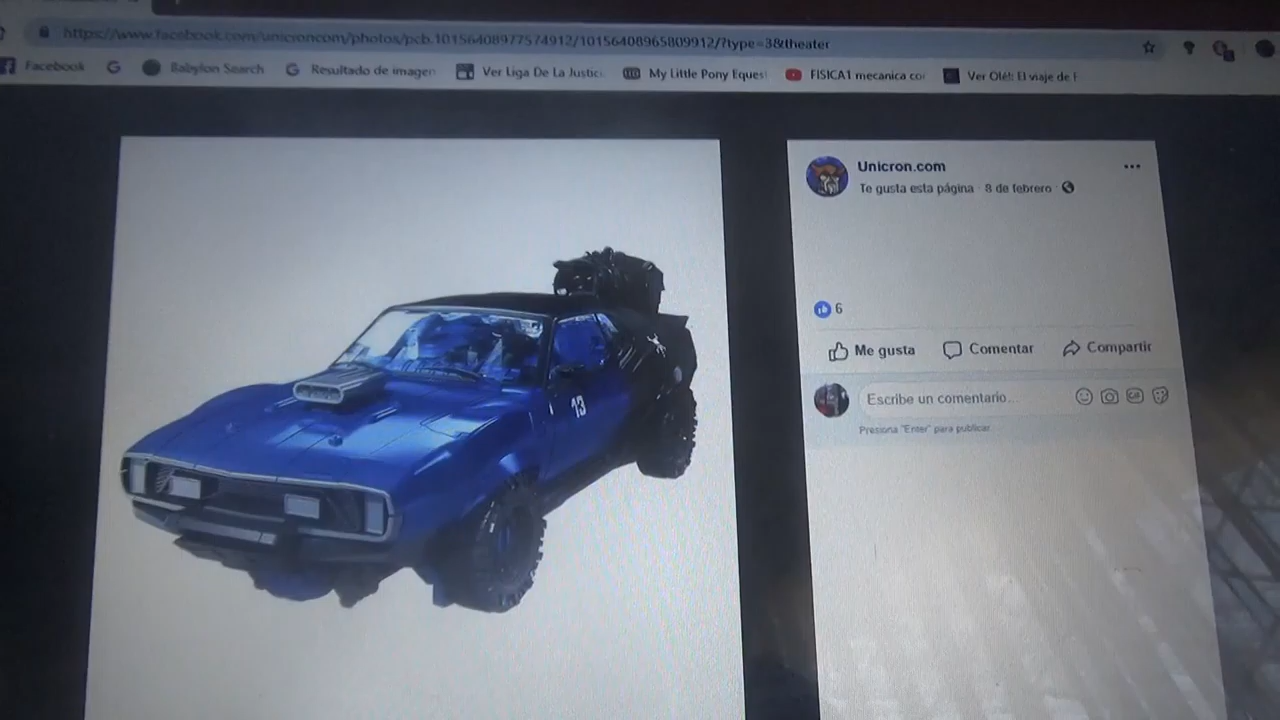 https://www.facebook.com/unicroncom/photos/pcb.10156408977574912/10156408965809912/?type=3&theater
Facebook
Babylon Search
Resultado de imagen
Ver Liga De La Justic
My Little Pony Eques
FISICA1 mecanica co
Ver Olé!: El viaje de F
Unicron.com
Te gusta esta página · 8 de febrero ·
6
Me gusta
Comentar
Compartir
Escribe un comentario...
Presiona "Enter" para publicar.
13